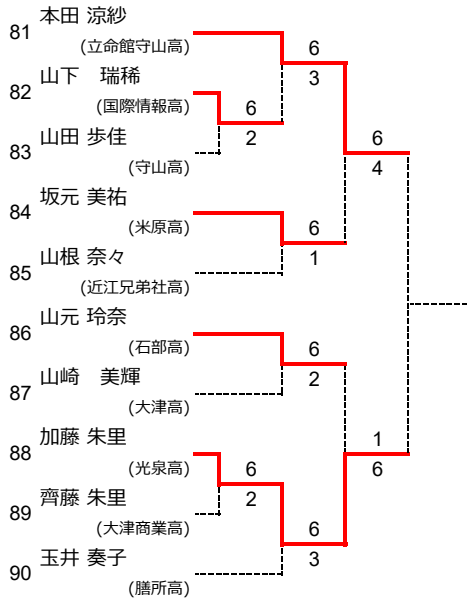 81 本田 涼紗
(立命館守山高)
6
3
82 山下　瑞稀
(国際情報高)
6
2
83 山田 歩佳
(守山高)
6
4
84 坂元 美祐
(米原高)
6
1
85 山根 奈々
(近江兄弟社高)
86 山元 玲奈
(石部高)
6
2
87 山崎　美輝
(大津高)
88 加藤 朱里
(光泉高)
6
2
1
6
89 齊藤 朱里
(大津商業高)
6
3
90 玉井 奏子
(膳所高)